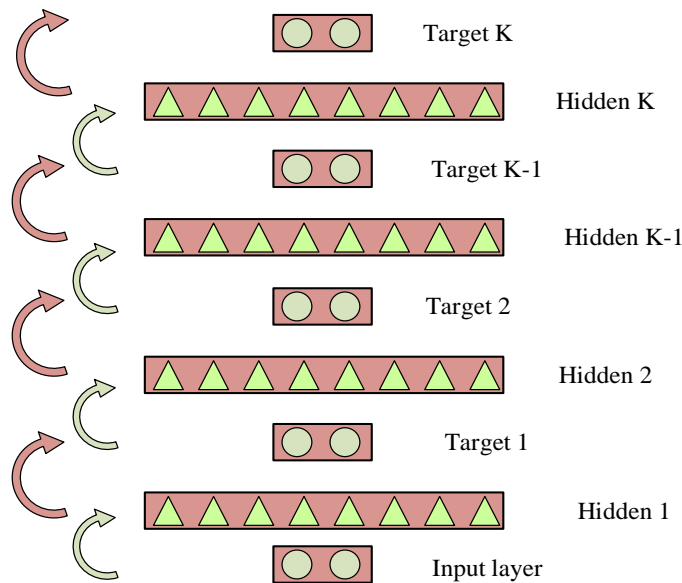 Target K
Hidden K
Target K-1
Hidden K-1
Target 2
Hidden 2
Target 1
Hidden 1
Input layer